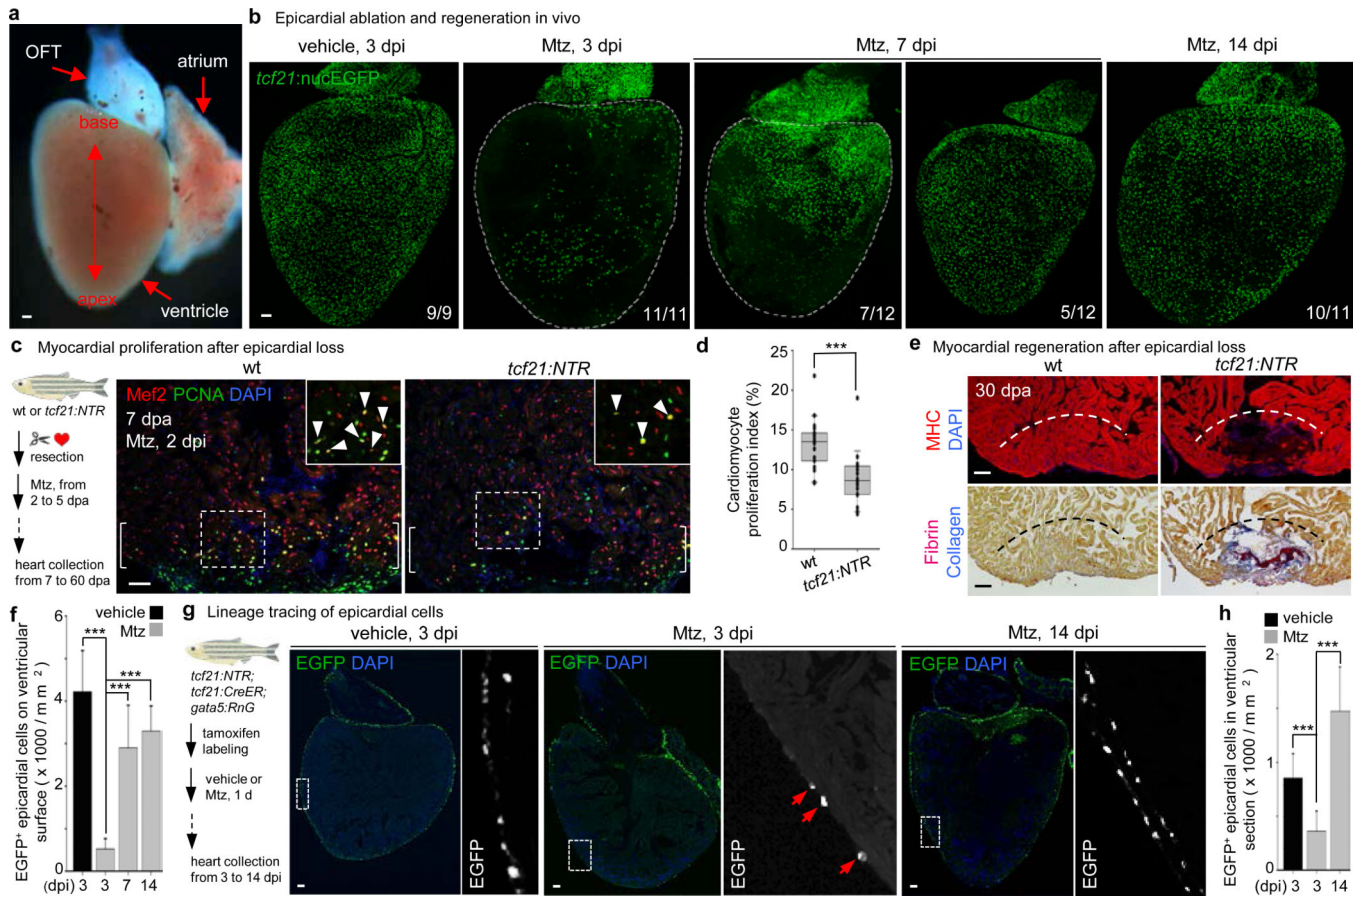 a
OFT
atrium
base
apex
ventricle
b Epicardial ablation and regeneration in vivo
vehicle, 3 dpi
Mtz, 3 dpi
Mtz, 7 dpi
Mtz, 14 dpi
tcf21:nucEGFP
9/9
11/11
7/12
5/12
10/11
c Myocardial proliferation after epicardial loss
wt
tcf21:NTR
wt or tcf21:NTR
resection
Mtz, from
2 to 5 dpa
heart collection
from 7 to 60 dpa
Mef2 PCNA DAPI
7 dpa
Mtz, 2 dpi
d
Cardiomyocyte
proliferation index (%)
25
20
15
10
5
0
***
wt
tcf21:NTR
e Myocardial regeneration after epicardial loss
wt
tcf21:NTR
30 dpa
MHC
DAPI
Fibrin
Collagen
f
vehicle
Mtz
EGFP⁺ epicardial cells on ventricular
surface ( x 1000 / m m ²)
6
4
2
0
***
***
***
(dpi) 3 3 7 14
g Lineage tracing of epicardial cells
tcf21:NTR;
tcf21:CreER;
gata5:RnG
tamoxifen
labeling
vehicle or
Mtz, 1 d
heart collection
from 3 to 14 dpi
vehicle, 3 dpi
Mtz, 3 dpi
Mtz, 14 dpi
EGFP DAPI
EGFP
EGFP DAPI
EGFP
EGFP DAPI
EGFP
h
vehicle
Mtz
EGFP⁺ epicardial cells in ventricular
section ( x 1000 / m m ²)
2
1
0
***
***
(dpi) 3 3 14